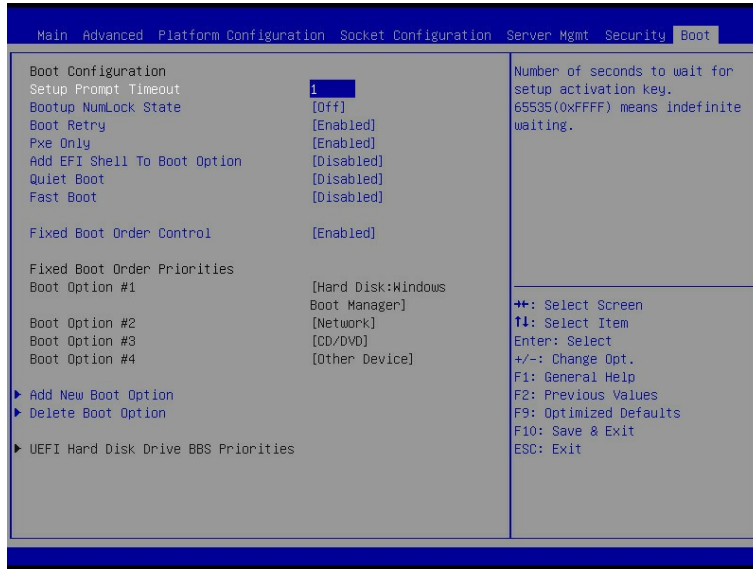 Main Advanced Platform Configuration Socket Configuration Server Mgmt Security Boot
Boot Configuration
Setup Prompt Timeout 1
Bootup NumLock State [Off]
Boot Retry [Enabled]
Pxe Only [Enabled]
Add EFI Shell To Boot Option [Disabled]
Quiet Boot [Disabled]
Fast Boot [Disabled]
Fixed Boot Order Control [Enabled]
Fixed Boot Order Priorities
Boot Option #1 [Hard Disk:Windows
Boot Manager]
Boot Option #2 [Network]
Boot Option #3 [CD/DVD]
Boot Option #4 [Other Device]
Add New Boot Option
Delete Boot Option
UEFI Hard Disk Drive BBS Priorities
Number of seconds to wait for
setup activation key.
65535(0xFFFF) means indefinite
waiting.
→←: Select Screen
↑↓: Select Item
Enter: Select
+/-: Change Opt.
F1: General Help
F2: Previous Values
F9: Optimized Defaults
F10: Save & Exit
ESC: Exit